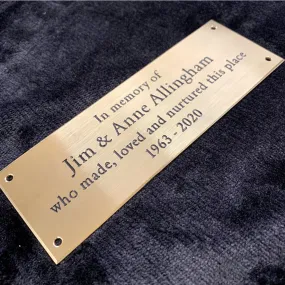 In memory of
Jim & Anne Allingham
who made, loved and nurtured this place
1963 - 2020